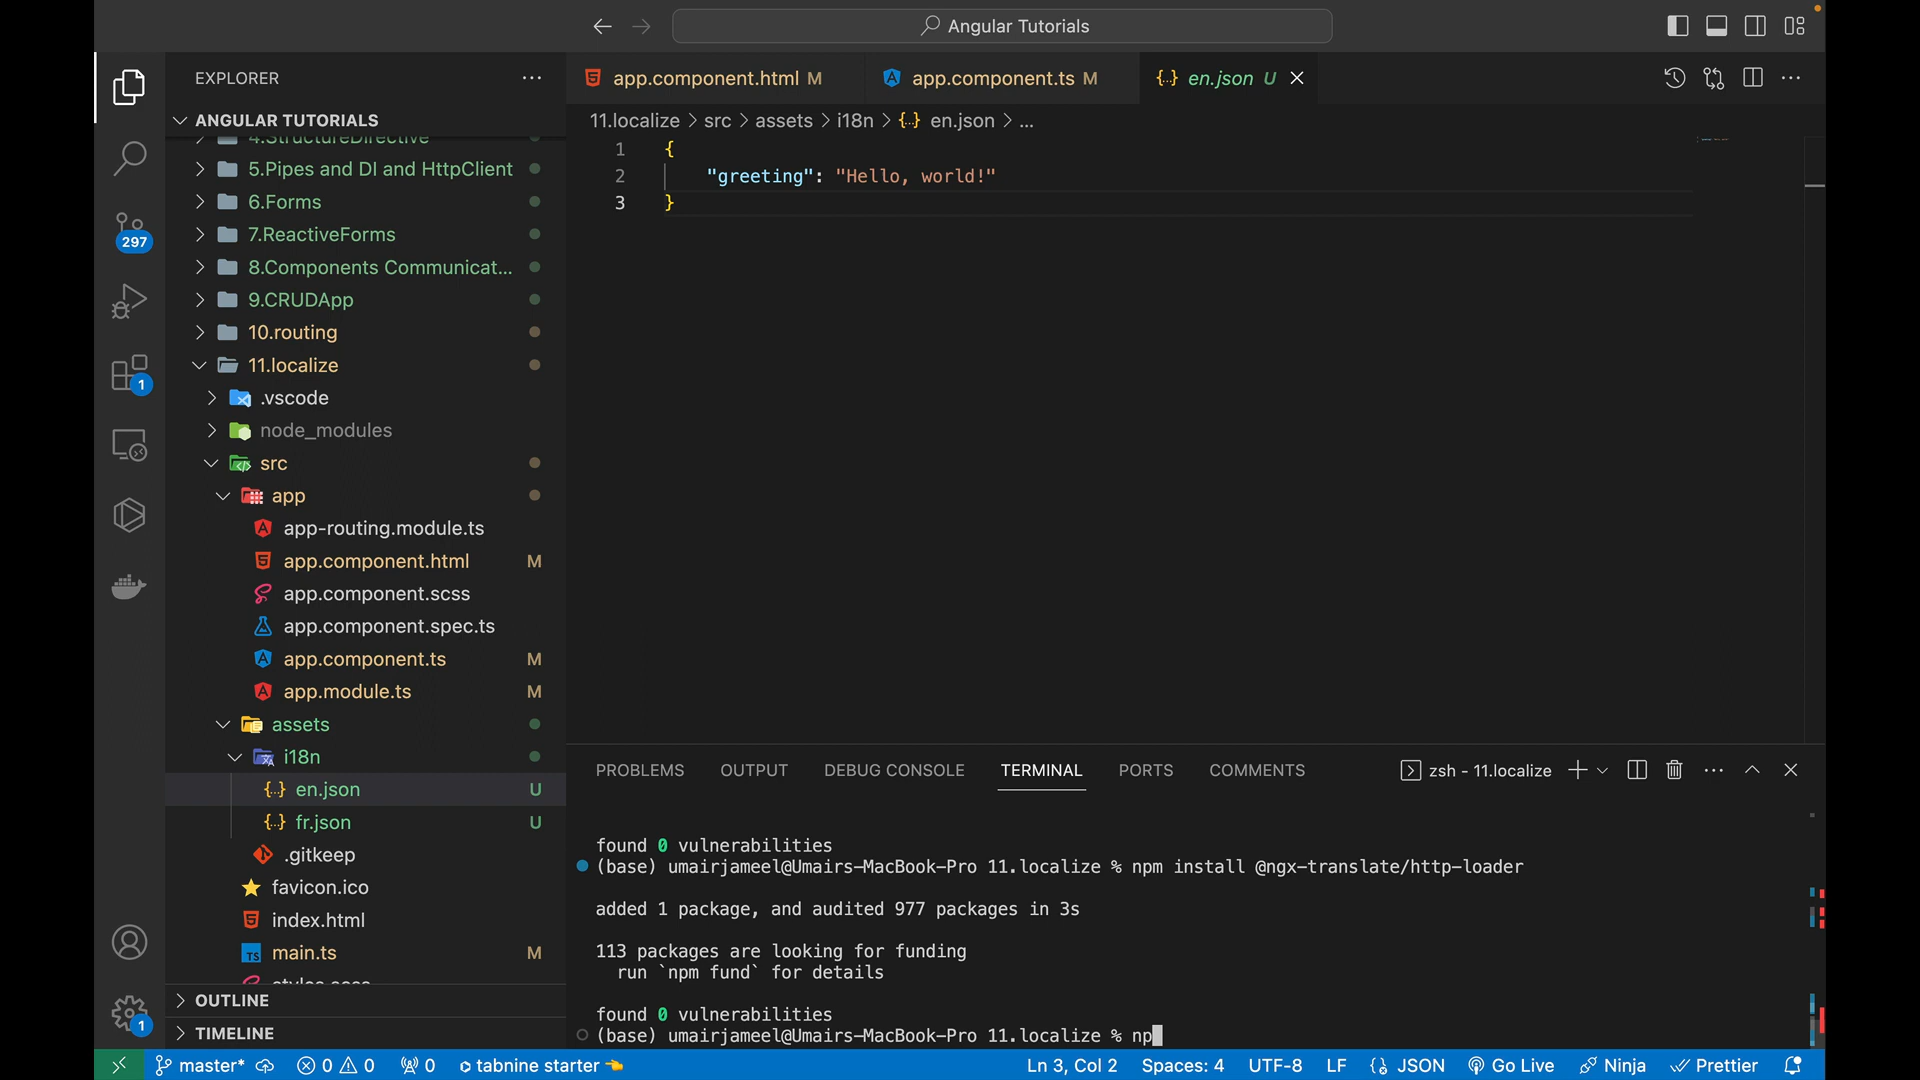 Angular Tutorials
EXPLORER
ANGULAR TUTORIALS
4.StructureDirective
5.Pipes and DI and HttpClient
6.Forms
7.ReactiveForms
8.Components Communicat...
9.CRUDApp
10.routing
11.localize
.vscode
node_modules
src
app
app-routing.module.ts
app.component.html M
app.component.scss
app.component.spec.ts
app.component.ts M
app.module.ts M
assets
i18n
en.json U
fr.json U
.gitkeep
favicon.ico
index.html
main.ts M
styles.scss
OUTLINE
TIMELINE
297
1
1
app.component.html M
app.component.ts M
{..} en.json U
11.localize > src > assets > i18n > {..} en.json > ...
1 {
2 "greeting": "Hello, world!"
3 }
PROBLEMS OUTPUT DEBUG CONSOLE TERMINAL PORTS COMMENTS
zsh - 11.localize
found 0 vulnerabilities
(base) umairjameel@Umairs-MacBook-Pro 11.localize % npm install @ngx-translate/http-loader
added 1 package, and audited 977 packages in 3s
113 packages are looking for funding
run `npm fund` for details
found 0 vulnerabilities
(base) umairjameel@Umairs-MacBook-Pro 11.localize % np
master* 0 0 0 tabnine starter
Ln 3, Col 2 Spaces: 4 UTF-8 LF JSON Go Live Ninja Prettier